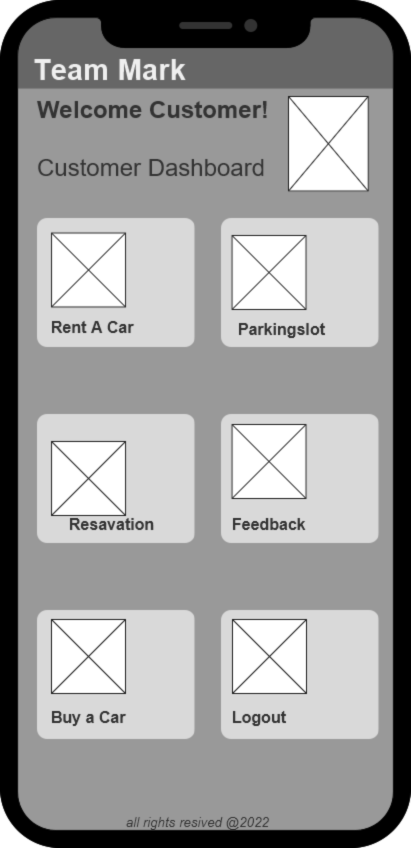 Team Mark
Welcome Customer!
Customer Dashboard
Rent A Car
Parkingslot
Resavation
Feedback
Buy a Car
Logout
all rights resived @2022